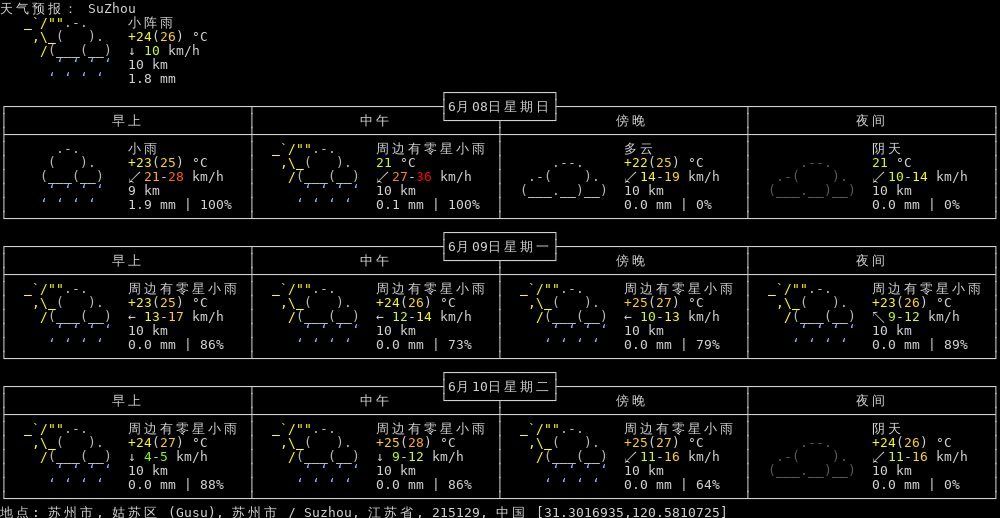 天气预报： SuZhou
小阵雨
+24(26) °C
↓ 10 km/h
10 km
1.8 mm
6月08日星期日
早上 中午 傍晚 夜间
小雨 周边有零星小雨 多云 阴天
+23(25) °C 21 °C +22(25) °C 21 °C
↙ 21-28 km/h ↙ 27-36 km/h ↙ 14-19 km/h ↙ 10-14 km/h
9 km 10 km 10 km 10 km
1.9 mm | 100% 0.1 mm | 100% 0.0 mm | 0% 0.0 mm | 0%
6月09日星期一
早上 中午 傍晚 夜间
周边有零星小雨 周边有零星小雨 周边有零星小雨 周边有零星小雨
+23(25) °C +24(26) °C +25(27) °C +23(26) °C
← 13-17 km/h ← 12-14 km/h ← 10-13 km/h ↖ 9-12 km/h
10 km 10 km 10 km 10 km
0.0 mm | 86% 0.0 mm | 73% 0.0 mm | 79% 0.0 mm | 89%
6月10日星期二
早上 中午 傍晚 夜间
周边有零星小雨 周边有零星小雨 周边有零星小雨 阴天
+24(27) °C +25(28) °C +25(27) °C +24(26) °C
↓ 4-5 km/h ↓ 9-12 km/h ↙ 11-16 km/h ↙ 11-16 km/h
10 km 10 km 10 km 10 km
0.0 mm | 88% 0.0 mm | 86% 0.0 mm | 64% 0.0 mm | 0%
地点: 苏州市, 姑苏区 (Gusu), 苏州市 / Suzhou, 江苏省, 215129, 中国 [31.3016935,120.5810725]